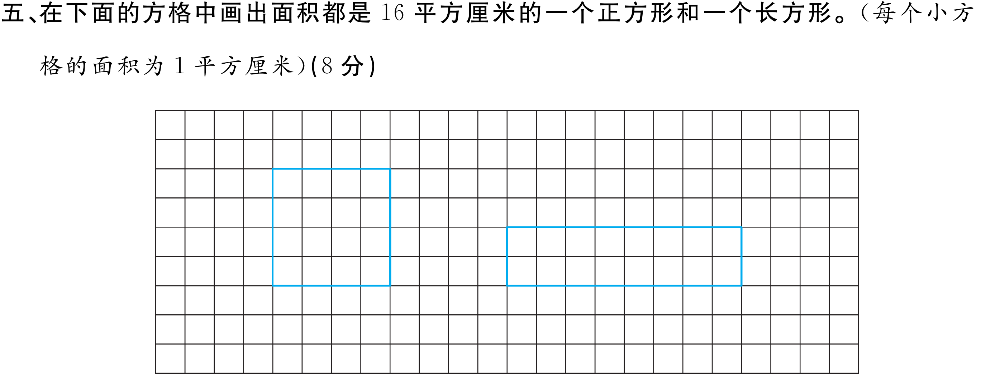 五、在下面的方格中画出面积都是 16 平方厘米的一个正方形和一个长方形。(每个小方
格的面积为 1 平方厘米)(8 分)